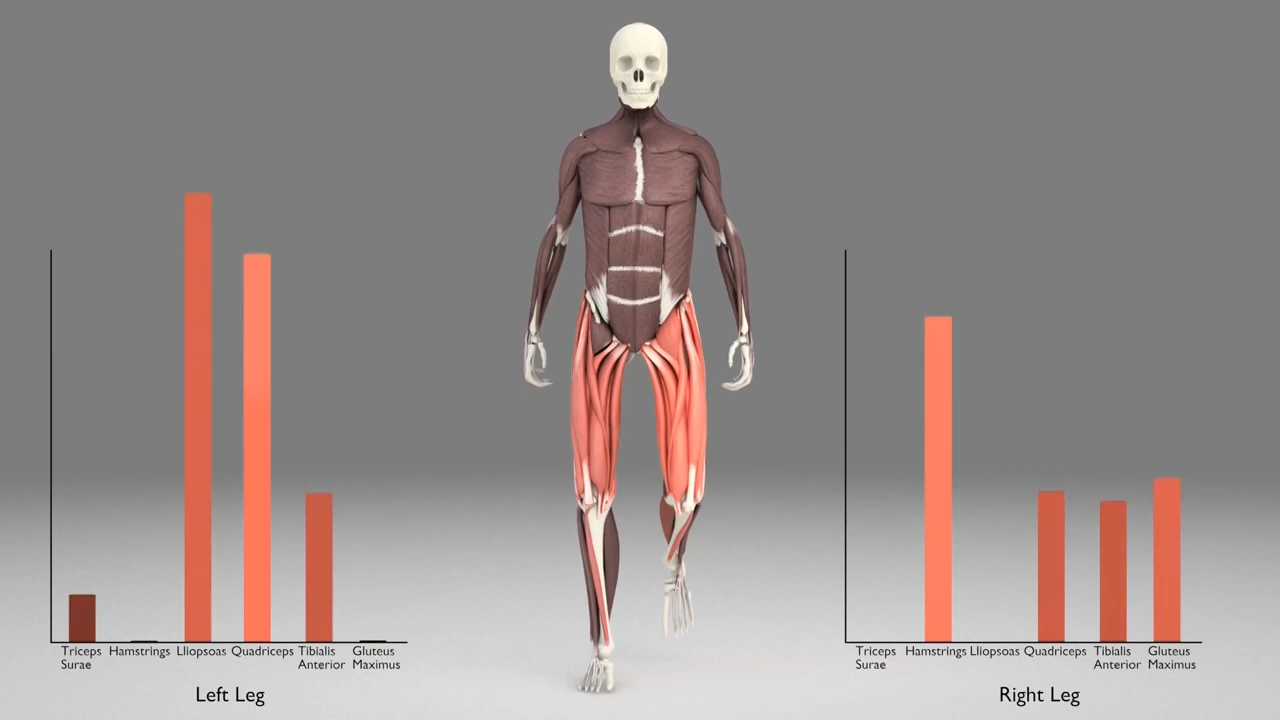 Triceps Surae
Hamstrings
Lliopsoas
Quadriceps
Tibialis Anterior
Gluteus Maximus
Left Leg
Triceps Surae
Hamstrings
Lliopsoas
Quadriceps
Tibialis Anterior
Gluteus Maximus
Right Leg